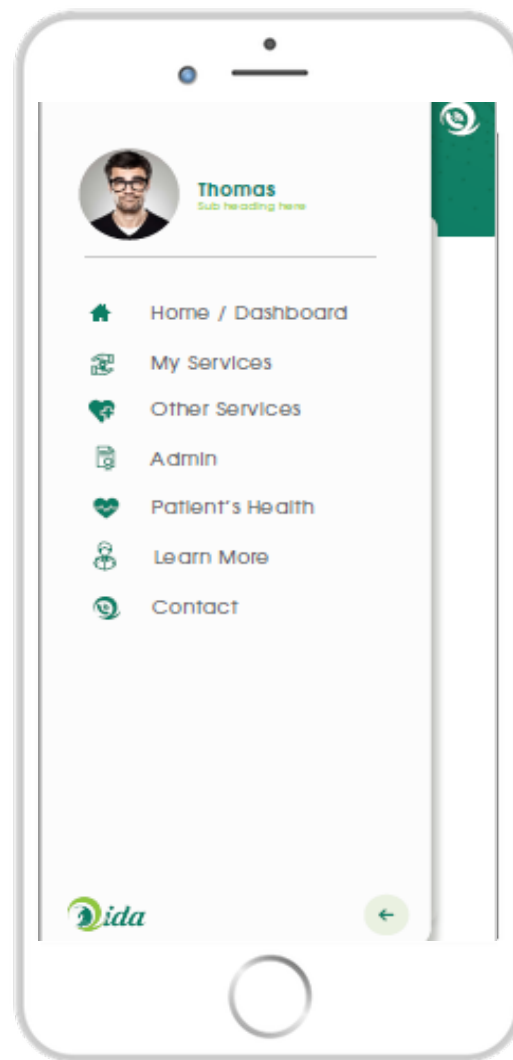 Thomas
Sub heading here
Home / Dashboard
My Services
Other Services
Admin
Patient's Health
Learn More
Contact
ida